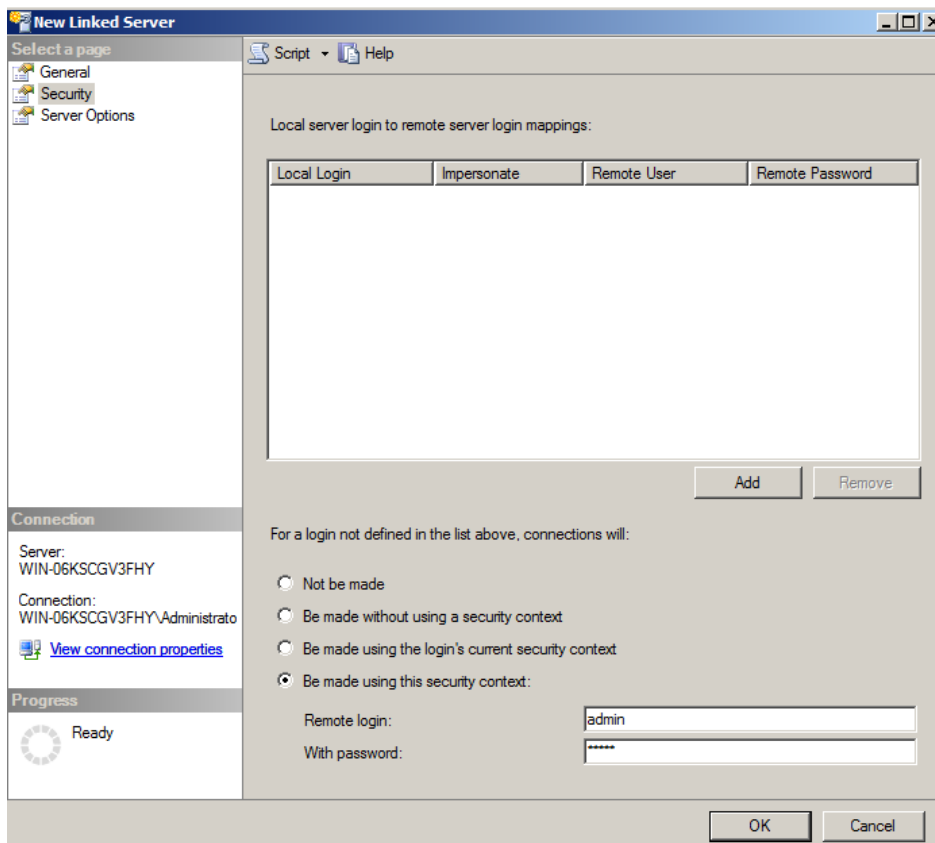 New Linked Server
Select a page
General
Security
Server Options
Script Help
Local server login to remote server login mappings:
Local Login Impersonate Remote User Remote Password
Add Remove
For a login not defined in the list above, connections will:
Not be made
Be made without using a security context
Be made using the login's current security context
Be made using this security context:
Remote login: admin
With password: *****
Connection
Server:
WIN-06KSCGV3FHY
Connection:
WIN-06KSCGV3FHY\Administrato
View connection properties
Progress
Ready
OK Cancel